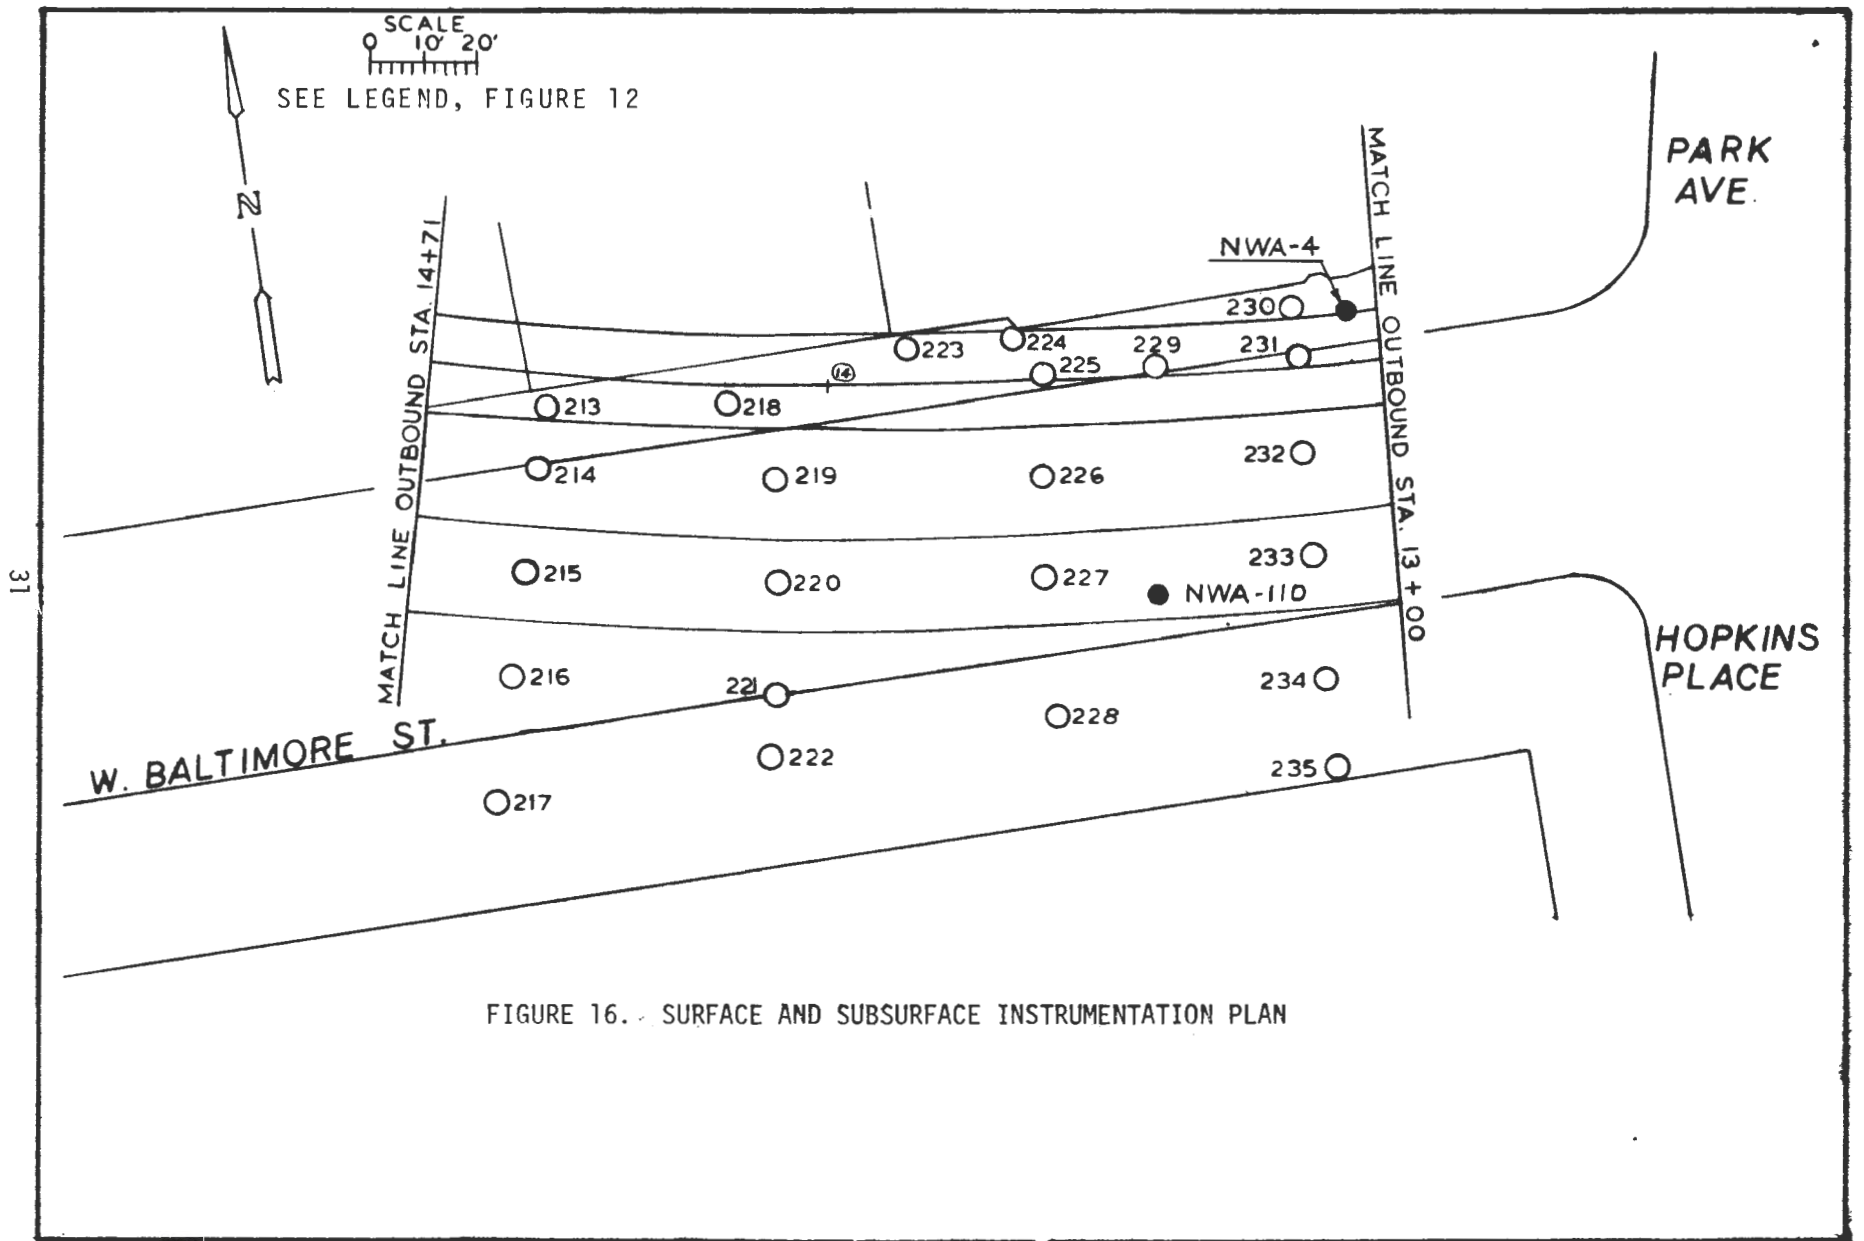 SCALE
0 10' 20'
SEE LEGEND, FIGURE 12
N
PARK
AVE.
MATCH LINE OUTBOUND STA. 14+71
MATCH LINE OUTBOUND STA. 13+00
NWA-4
230
223
224
229
231
14
225
213
218
232
214
219
226
233
215
220
227
NWA-110
HOPKINS
PLACE
216
221
234
228
W. BALTIMORE ST.
222
235
217
31
FIGURE 16. SURFACE AND SUBSURFACE INSTRUMENTATION PLAN